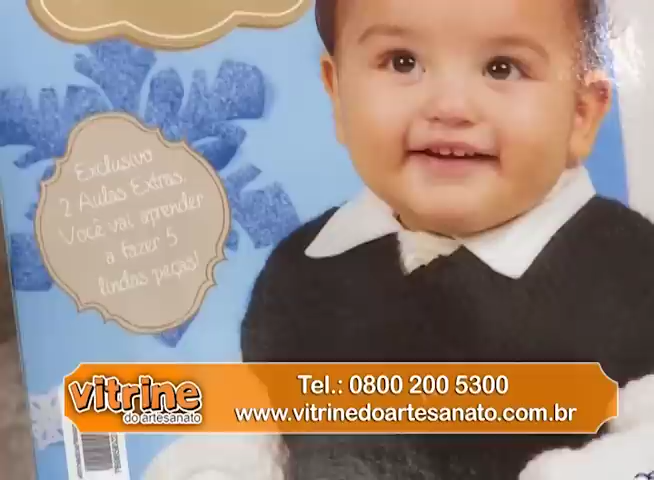 Exclusivo
2 Aulas Extras.
Você vai aprender
a fazer 5
lindas peças!
vitrine
do artesanato
Tel.: 0800 200 5300
www.vitrinedoartesanato.com.br